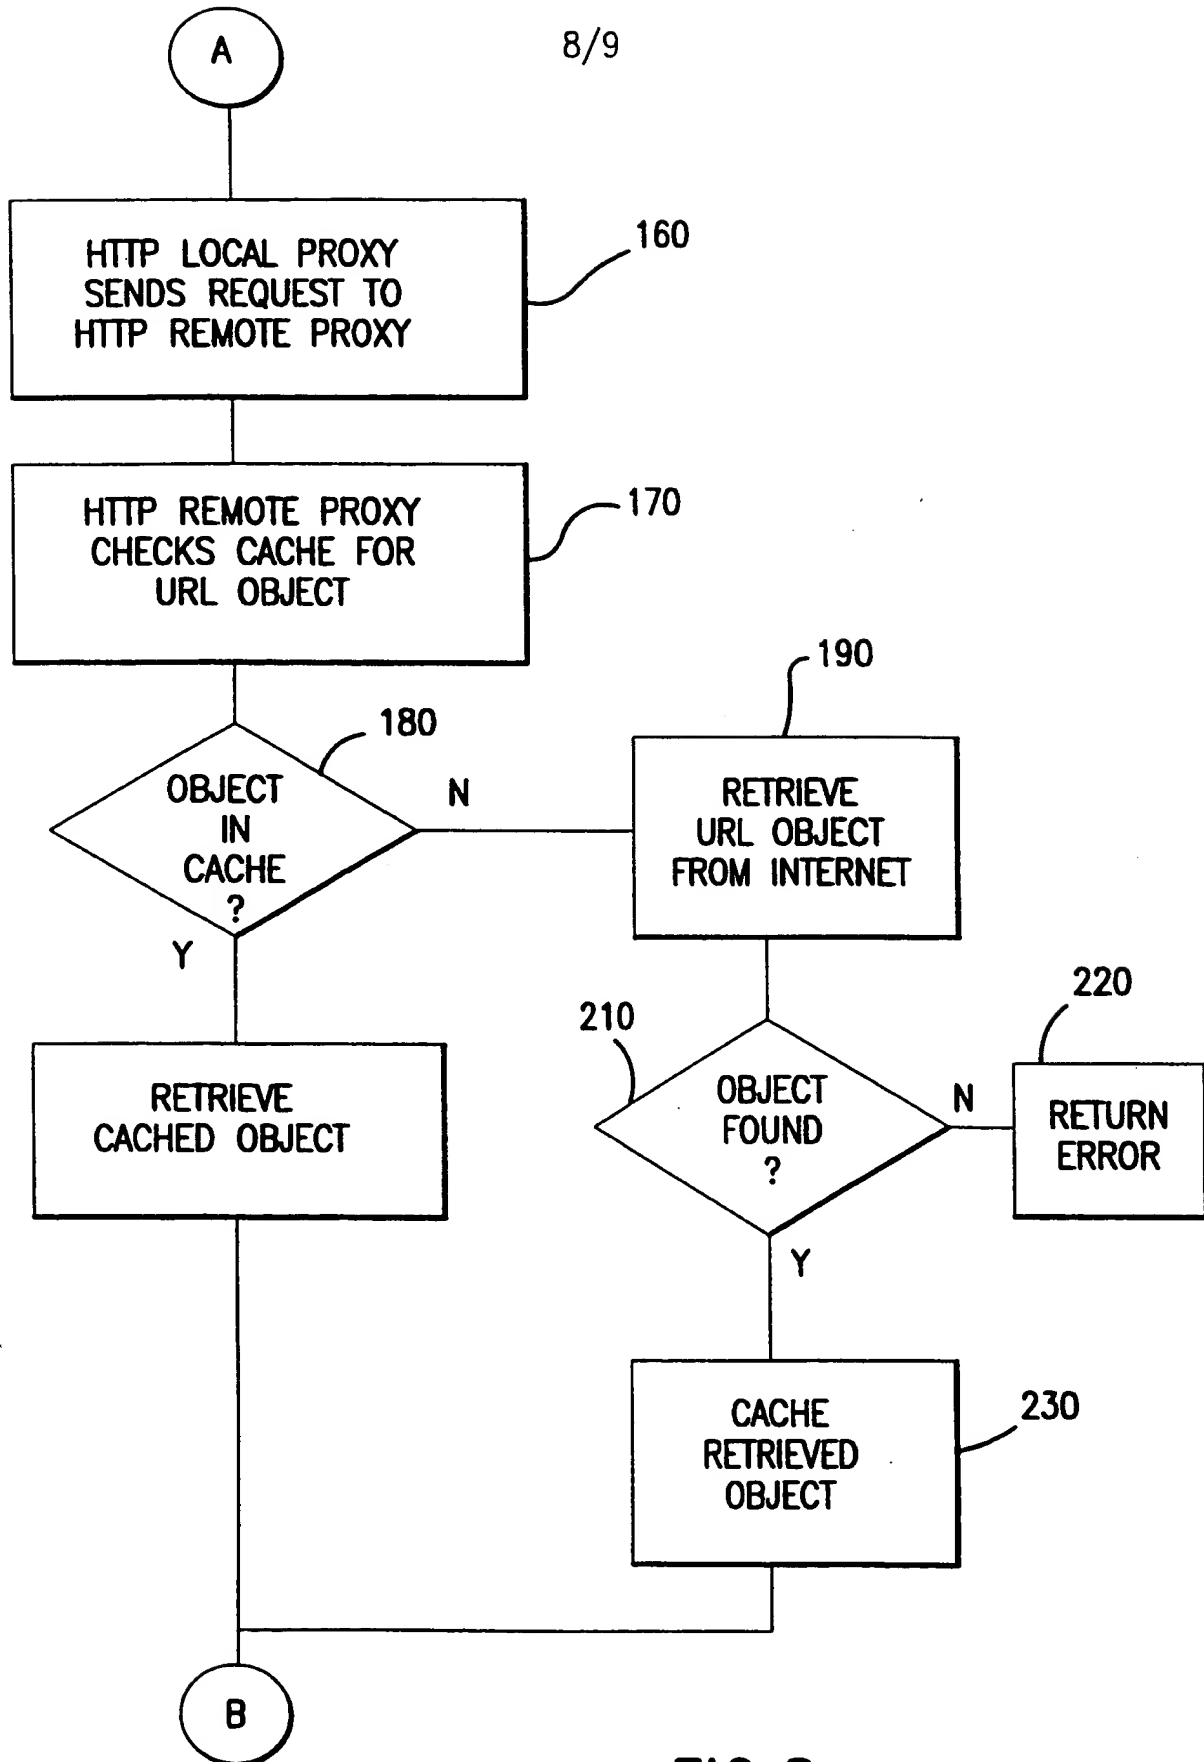 8/9
A
HTTP LOCAL PROXY
SENDS REQUEST TO
HTTP REMOTE PROXY
160
HTTP REMOTE PROXY
CHECKS CACHE FOR
URL OBJECT
170
180
OBJECT
IN
CACHE
?
N
Y
190
RETRIEVE
URL OBJECT
FROM INTERNET
RETRIEVE
CACHED OBJECT
210
OBJECT
FOUND
?
N
Y
220
RETURN
ERROR
CACHE
RETRIEVED
OBJECT
230
B